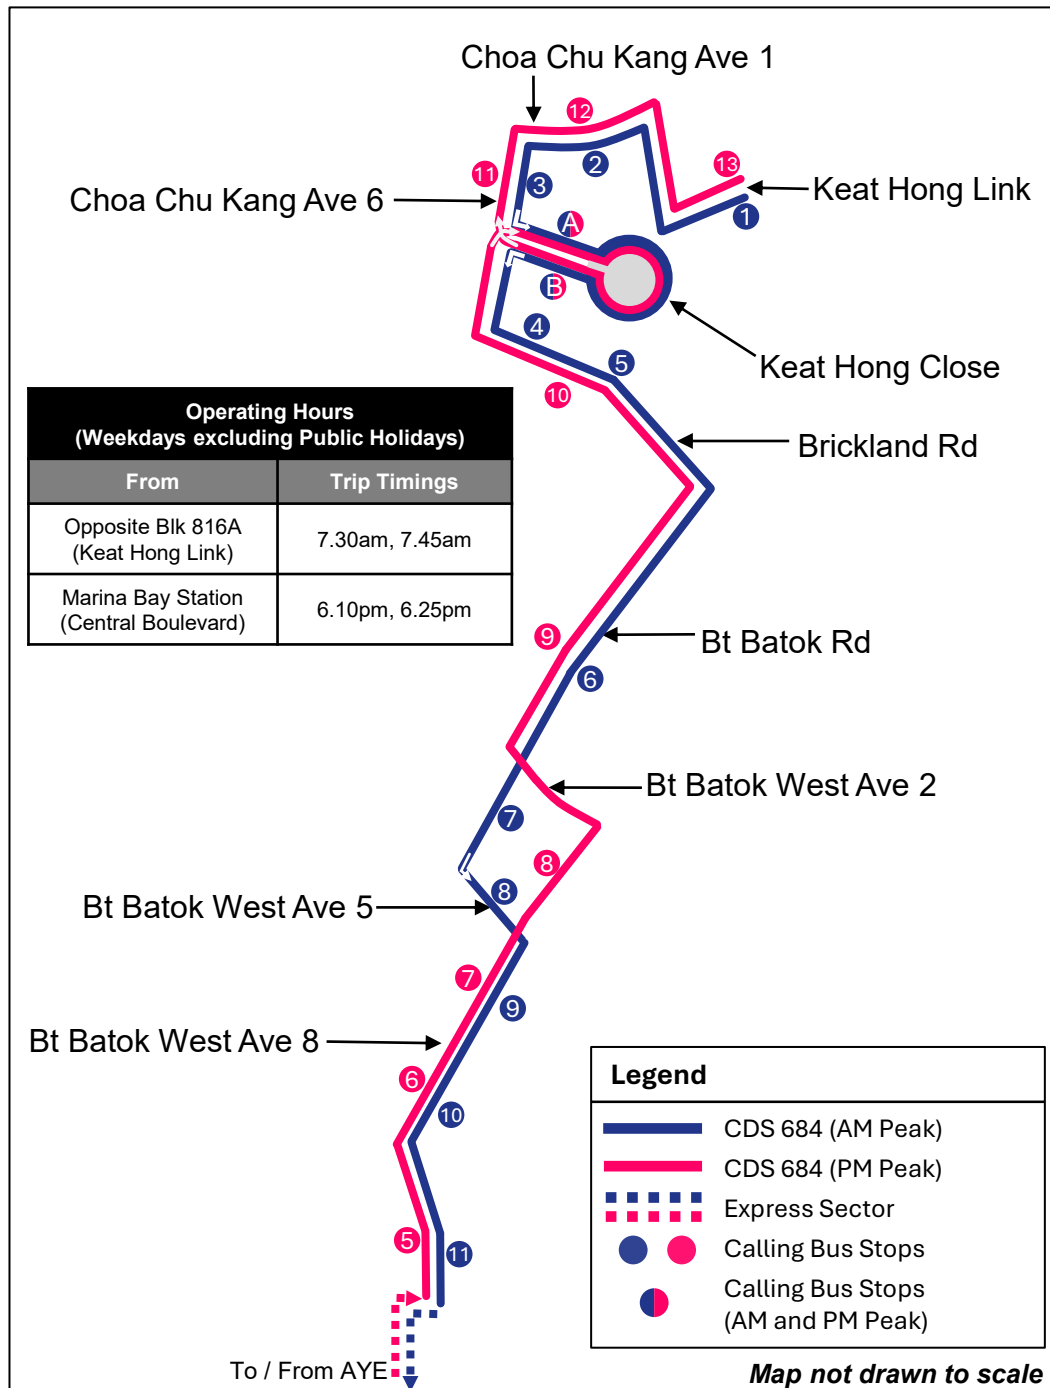 Choa Chu Kang Ave 1
12
11
2
13
3
Choa Chu Kang Ave 6
Keat Hong Link
1
A
B
4
5
Keat Hong Close
10
Operating Hours
(Weekdays excluding Public Holidays)
From Trip Timings
Opposite Blk 816A
(Keat Hong Link)
7.30am, 7.45am
Marina Bay Station
(Central Boulevard)
6.10pm, 6.25pm
Brickland Rd
9
Bt Batok Rd
6
Bt Batok West Ave 2
7
8
8
Bt Batok West Ave 5
7
9
Bt Batok West Ave 8
6
10
5
11
To / From AYE
Legend
CDS 684 (AM Peak)
CDS 684 (PM Peak)
Express Sector
Calling Bus Stops
Calling Bus Stops
(AM and PM Peak)
Map not drawn to scale